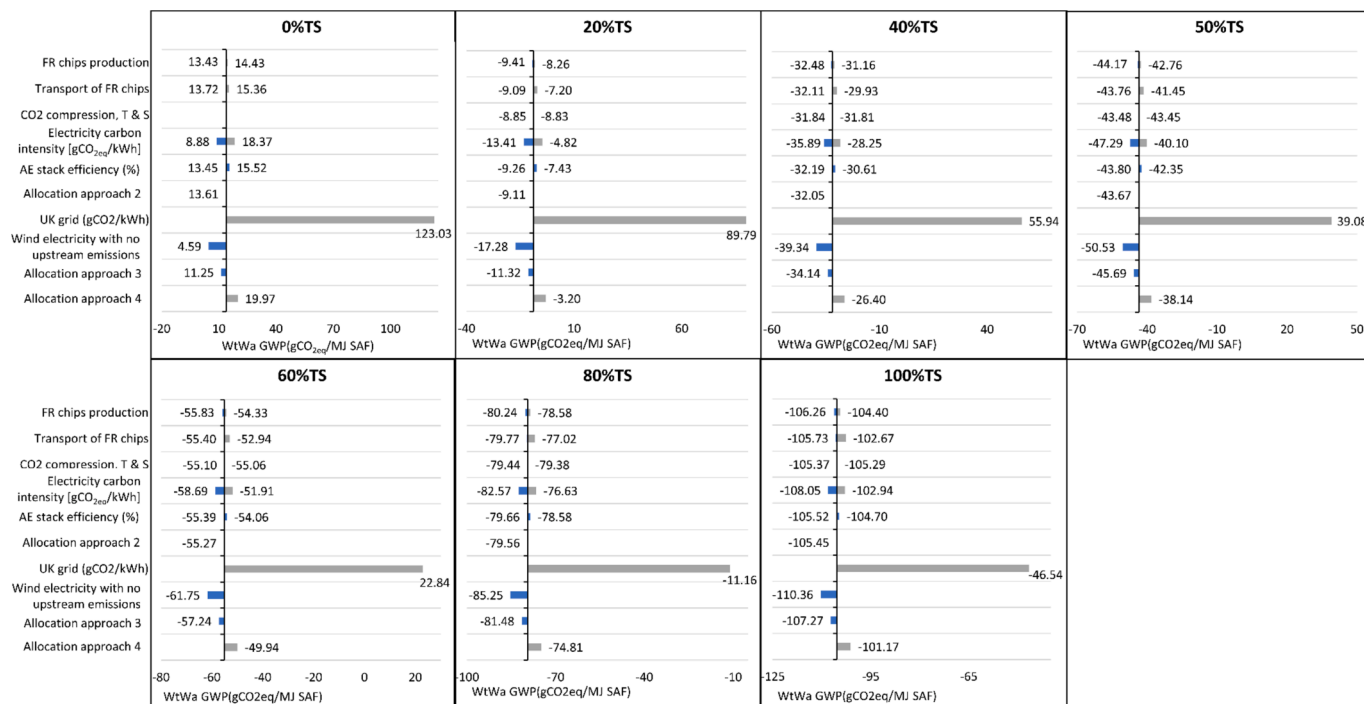 0%TS
FR chips production 13.43 14.43
Transport of FR chips 13.72 15.36
CO2 compression, T & S
Electricity carbon
intensity [gCO2eq/kWh] 8.88 18.37
AE stack efficiency (%) 13.45 15.52
Allocation approach 2 13.61
UK grid (gCO2/kWh) 123.03
Wind electricity with no
upstream emissions 4.59
Allocation approach 3 11.25
Allocation approach 4 19.97
-20 10 40 70 100
WtWa GWP(gCO2eq/MJ SAF)
20%TS
-9.41 -8.26
-9.09 -7.20
-8.85 -8.83
-13.41 -4.82
-9.26 -7.43
-9.11
89.79
-17.28
-11.32
-3.20
-40 10 60
WtWa GWP(gCO2eq/MJ SAF)
40%TS
-32.48 -31.16
-32.11 -29.93
-31.84 -31.81
-35.89 -28.25
-32.19 -30.61
-32.05
55.94
-39.34
-34.14
-26.40
-60 -10 40
WtWa GWP(gCO2eq/MJ SAF)
50%TS
-44.17 -42.76
-43.76 -41.45
-43.48 -43.45
-47.29 -40.10
-43.80 -42.35
-43.67
39.08
-50.53
-45.69
-38.14
-70 -40 -10 20 50
WtWa GWP(gCO2eq/MJ SAF)
60%TS
FR chips production -55.83 -54.33
Transport of FR chips -55.40 -52.94
CO2 compression, T & S -55.10 -55.06
Electricity carbon
intensity [gCO2eq/kWh] -58.69 -51.91
AE stack efficiency (%) -55.39 -54.06
Allocation approach 2 -55.27
UK grid (gCO2/kWh) 22.84
Wind electricity with no
upstream emissions -61.75
Allocation approach 3 -57.24
Allocation approach 4 -49.94
-80 -60 -40 -20 0 20
WtWa GWP(gCO2eq/MJ SAF)
80%TS
-80.24 -78.58
-79.77 -77.02
-79.44 -79.38
-82.57 -76.63
-79.66 -78.58
-79.56
-11.16
-85.25
-81.48
-74.81
-100 -70 -40 -10
WtWa GWP(gCO2eq/MJ SAF)
100%TS
-106.26 -104.40
-105.73 -102.67
-105.37 -105.29
-108.05 -102.94
-105.52 -104.70
-105.45
-46.54
-110.36
-107.27
-101.17
-125 -95 -65
WtWa GWP(gCO2eq/MJ SAF)